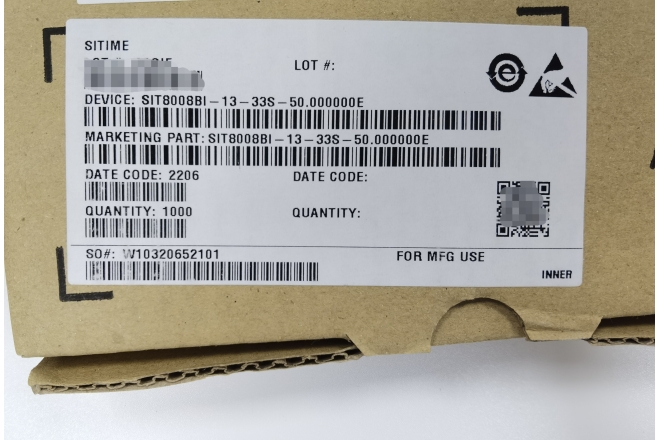 SITIME
LOT #:
DEVICE: SIT8008BI-13-33S-50.000000E
MARKETING PART: SIT8008BI-13-33S-50.000000E
DATE CODE: 2206 DATE CODE:
QUANTITY: 1000 QUANTITY:
SO#: W10320652101 FOR MFG USE
INNER